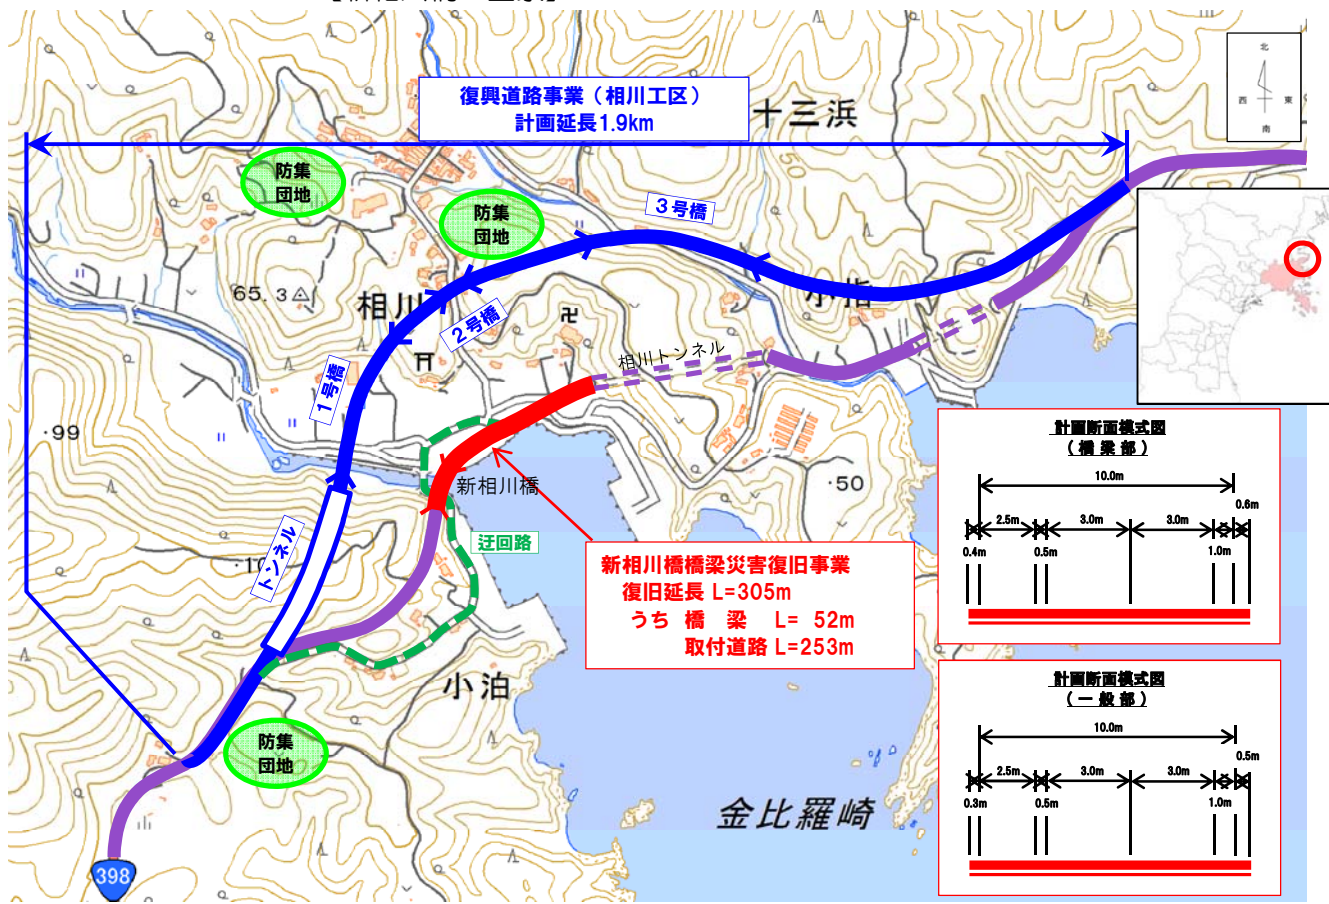 復興道路事業(相川工区)
計画延長1.9km
十三浜
北
西 東
南
防集
団地
防集
団地
3号橋
65.3
相川
2号橋
小指
卍
相川トンネル
1号橋
・99
新相川橋
・50
迂回路
トンネル
新相川橋橋梁災害復旧事業
復旧延長 L=305m
うち 橋 梁 L= 52m
取付道路 L=253m
小泊
防集
団地
金比羅崎
398
計画断面模式図
(橋梁部)
10.0m
0.6m
2.5m 3.0m 3.0m
0.4m 0.5m 1.0m
計画断面模式図
(一般部)
10.0m
0.5m
2.5m 3.0m 3.0m
0.3m 0.5m 1.0m